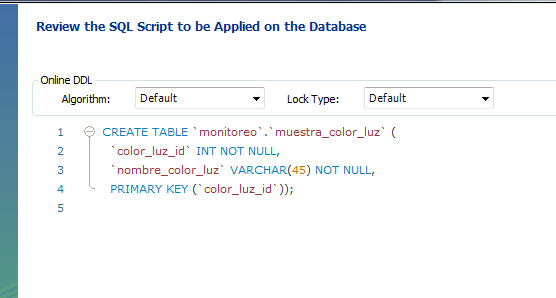 Review the SQL Script to be Applied on the Database
Online DDL
Algorithm: Default Lock Type: Default
1 CREATE TABLE `monitoreo`.`muestra_color_luz` (
2 `color_luz_id` INT NOT NULL,
3 `nombre_color_luz` VARCHAR(45) NOT NULL,
4 PRIMARY KEY (`color_luz_id`));
5